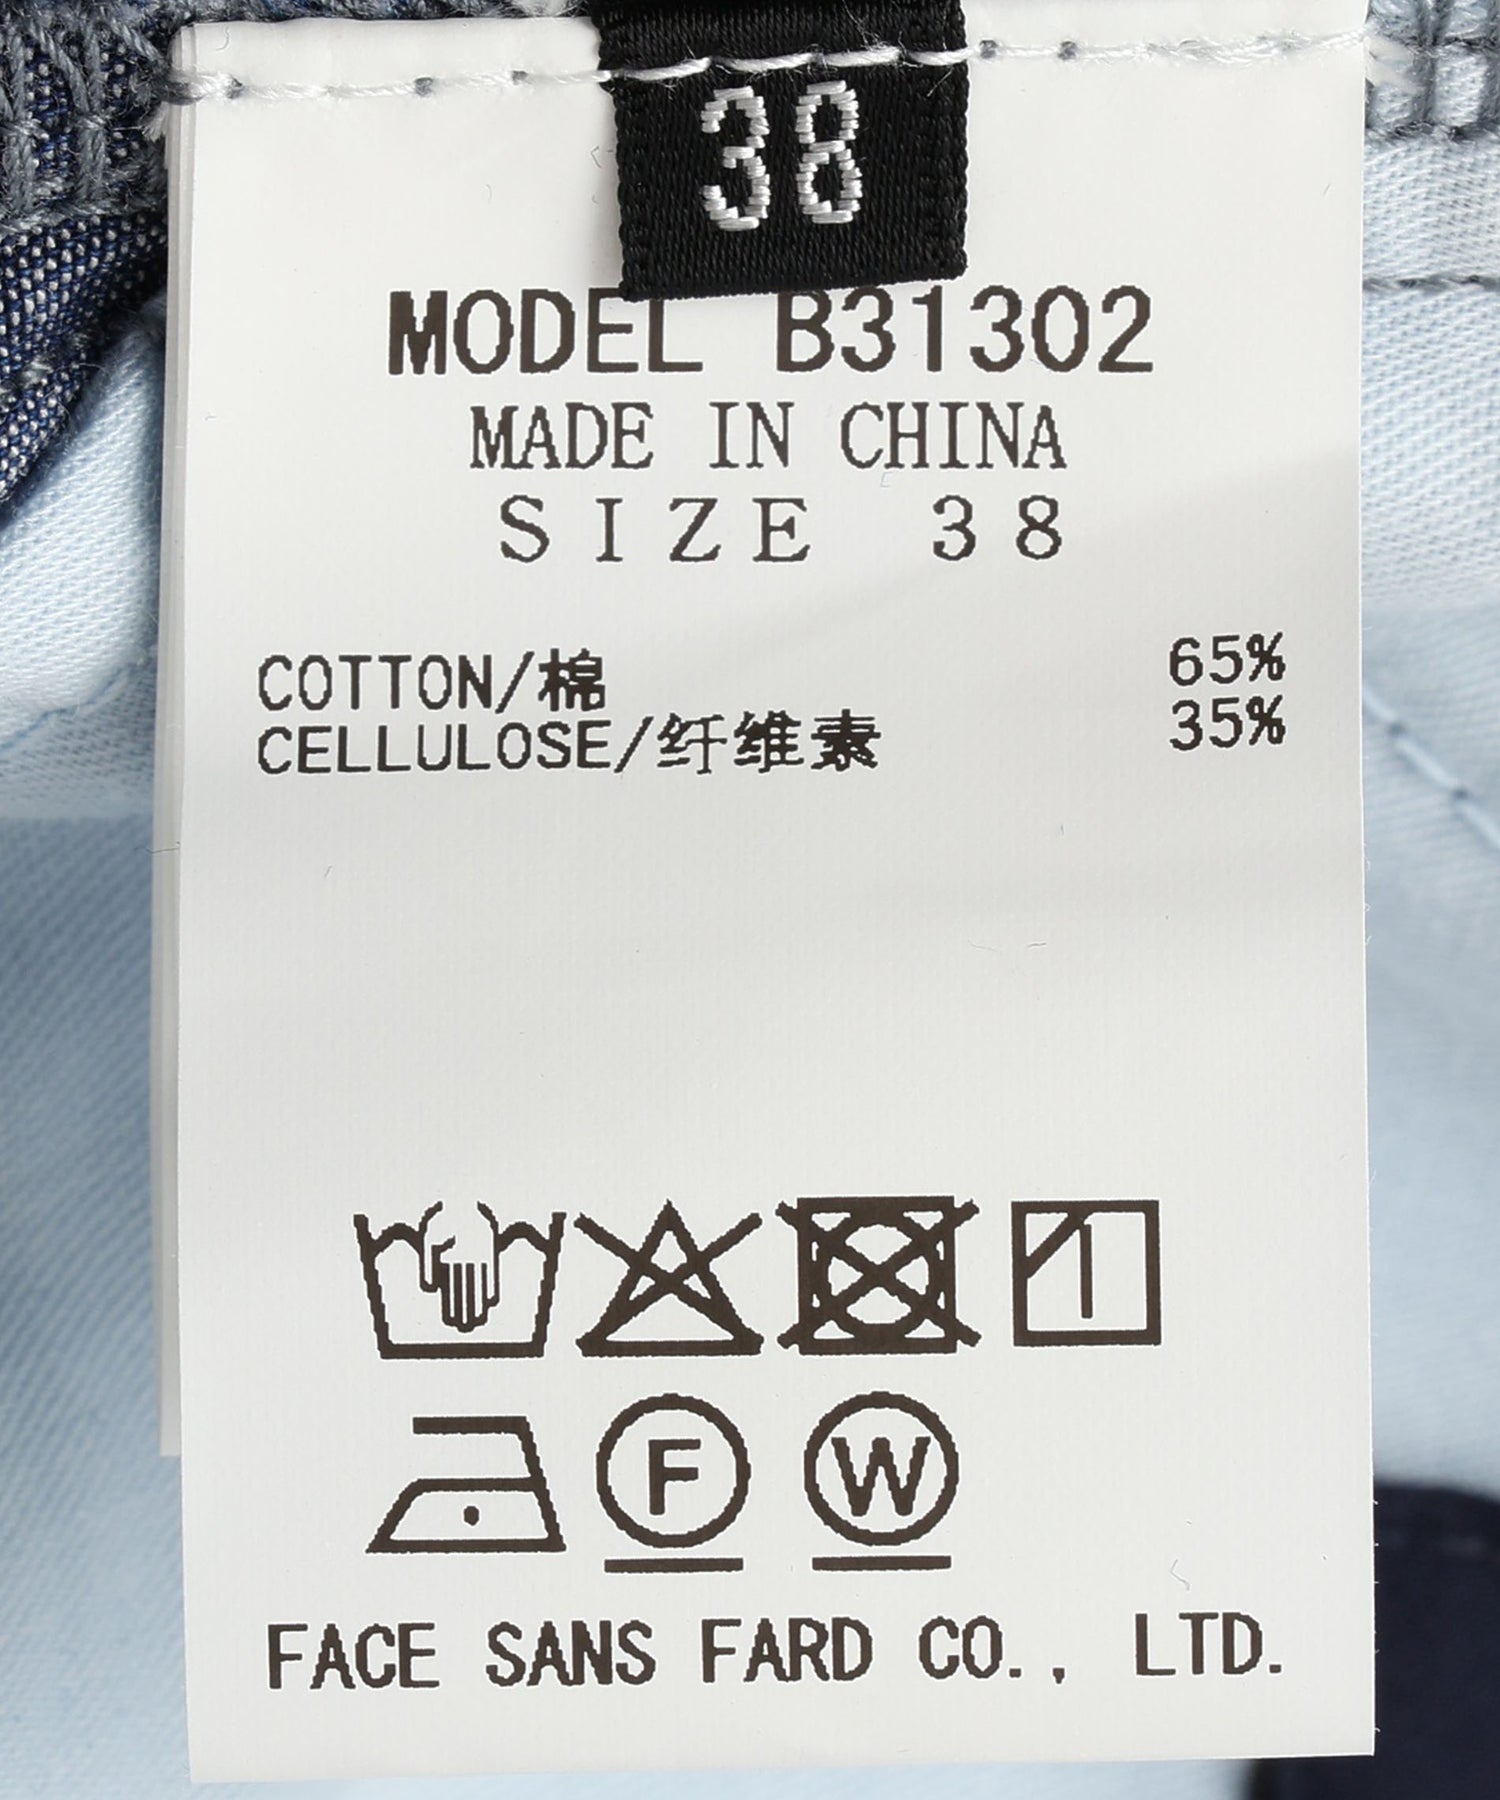 38
MODEL B31302
MADE IN CHINA
SIZE 38
COTTON/棉 65%
CELLULOSE/纤维素 35%
F W
FACE SANS FARD CO., LTD.